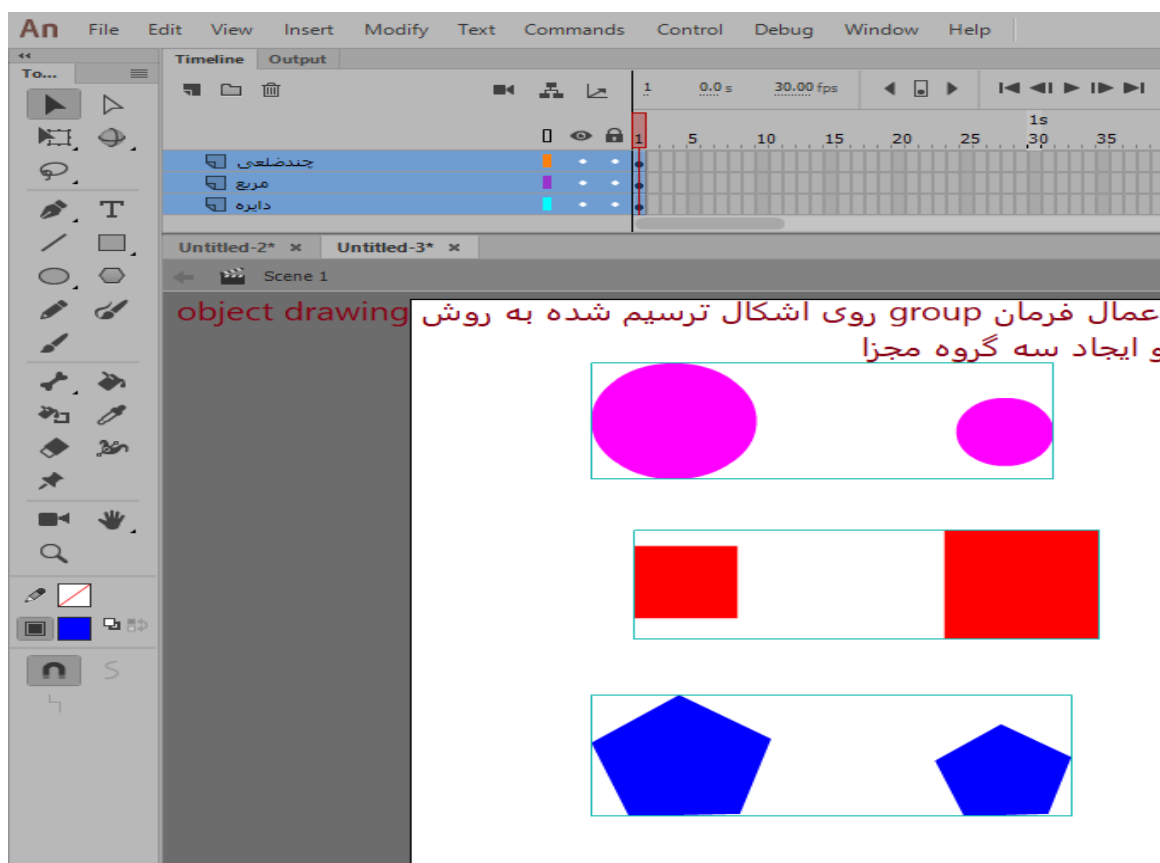 An File Edit View Insert Modify Text Commands Control Debug Window Help
Timeline Output
To...
1 0.0 s 30.00 fps
1s
1 5 10 15 20 25 30 35
چندضلعی
مربع
دایره
Untitled-2* Untitled-3*
Scene 1
عمال فرمان group روی اشکال ترسیم شده به روش object drawing
و ایجاد سه گروه مجزا